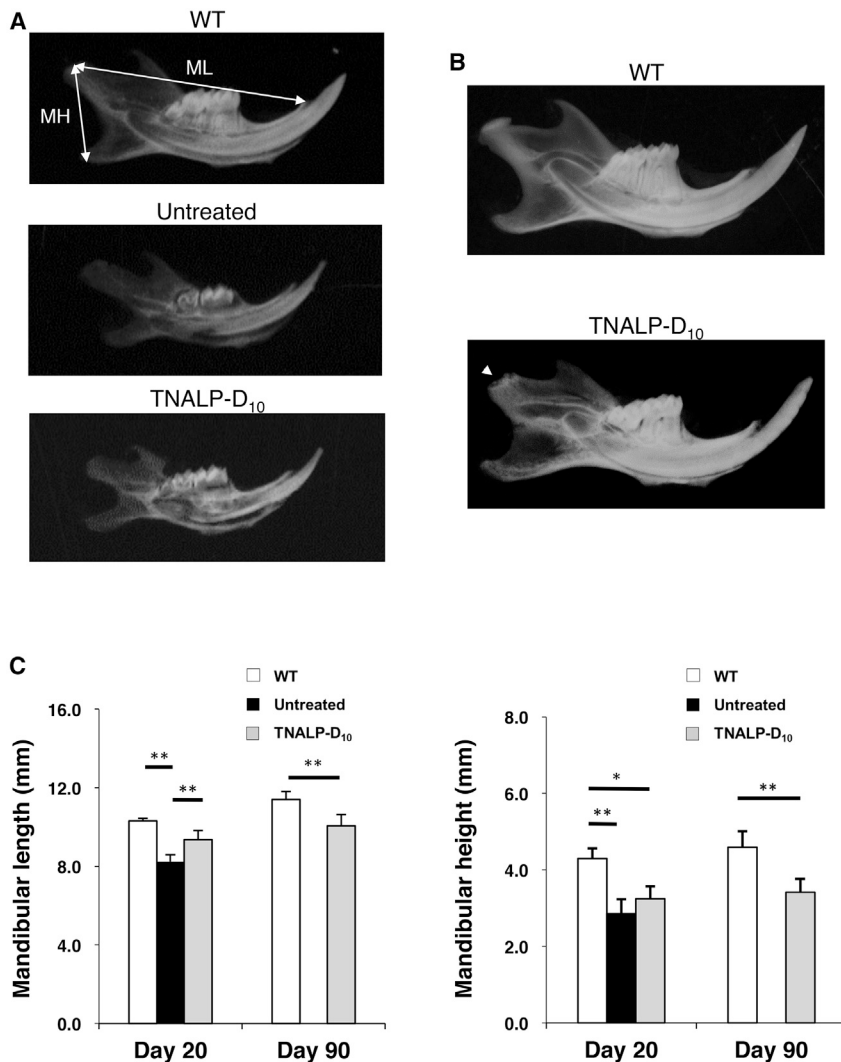 A
WT
ML
MH
Untreated
TNALP-D₁₀
B
WT
TNALP-D₁₀
C
WT
Untreated
TNALP-D₁₀
Mandibular length (mm)
16.0
12.0
8.0
4.0
0.0
**
**
**
Day 20
Day 90
WT
Untreated
TNALP-D₁₀
Mandibular height (mm)
8.0
6.0
4.0
2.0
0.0
*
**
**
Day 20
Day 90